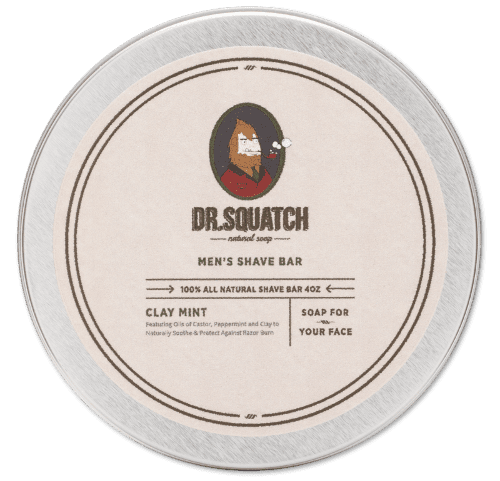 DR.SQUATCH
natural soap
MEN'S SHAVE BAR
100% ALL NATURAL SHAVE BAR 4OZ
CLAY MINT
Featuring Oils of Castor, Peppermint and Clay to
Naturally Soothe & Protect Against Razor Burn
SOAP FOR
YOUR FACE